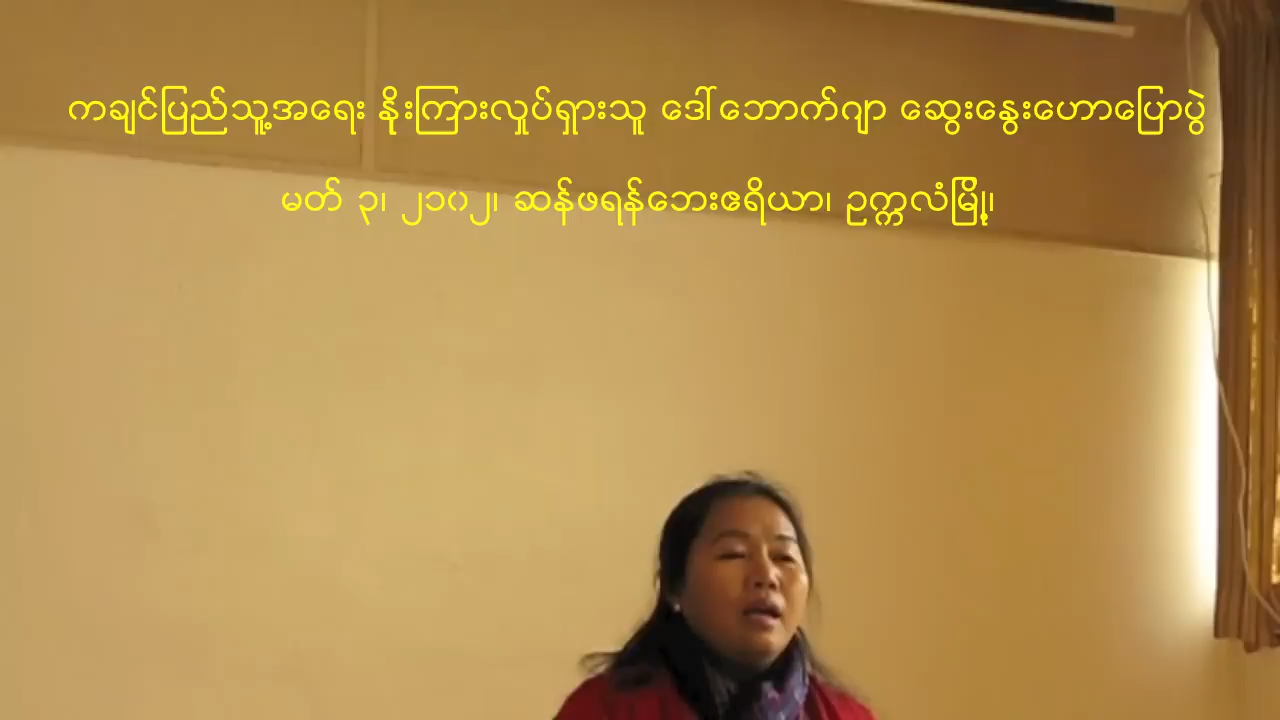 ကချင်ပြည်သူ့အရေး နိုးကြားလှုပ်ရှားသူ ဒေါ်ဘောက်ဂျာ ဆွေးနွေးဟောပြောပွဲ
မတ် ၃၊ ၂၁၀၂၊ ဆန်ဖရန်ဘေးဧရိယာ၊ ဥက္ကလံမြို့၊